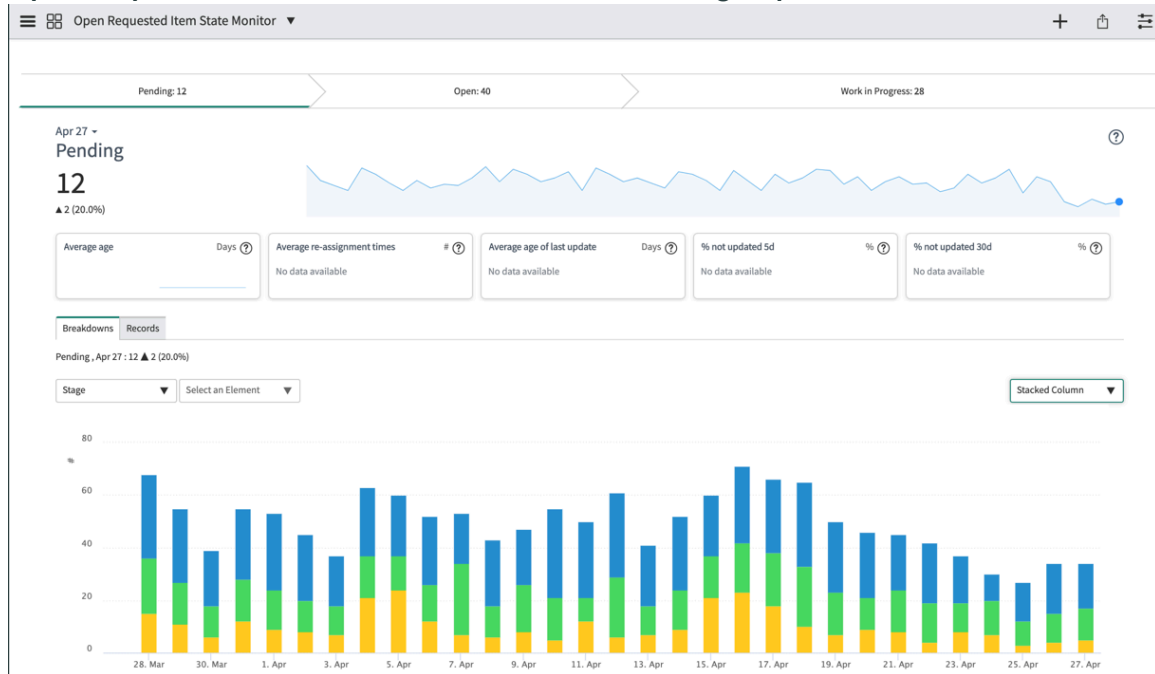 Open Requested Item State Monitor ▼
Pending: 12
Open: 40
Work in Progress: 28
Apr 27
Pending
12
▲ 2 (20.0%)
Average age Days
Average re-assignment times #
No data available
Average age of last update Days
No data available
% not updated 5d %
No data available
% not updated 30d %
No data available
Breakdowns Records
Pending , Apr 27 : 12 ▲ 2 (20.0%)
Stage ▼
Select an Element ▼
Stacked Column ▼
80
#
60
40
20
0
28. Mar 30. Mar 1. Apr 3. Apr 5. Apr 7. Apr 9. Apr 11. Apr 13. Apr 15. Apr 17. Apr 19. Apr 21. Apr 23. Apr 25. Apr 27. Apr